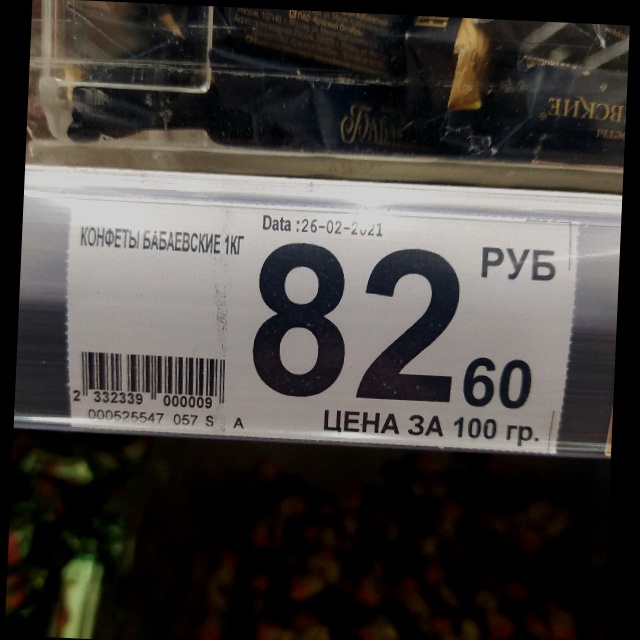 ВСКИЕ
Data :26-02-2021
КОНФЕТЫ БАБАЕВСКИЕ 1КГ
82 60 РУБ
ЦЕНА ЗА 100 гр.
2 332339 000009
000525547 057 S A